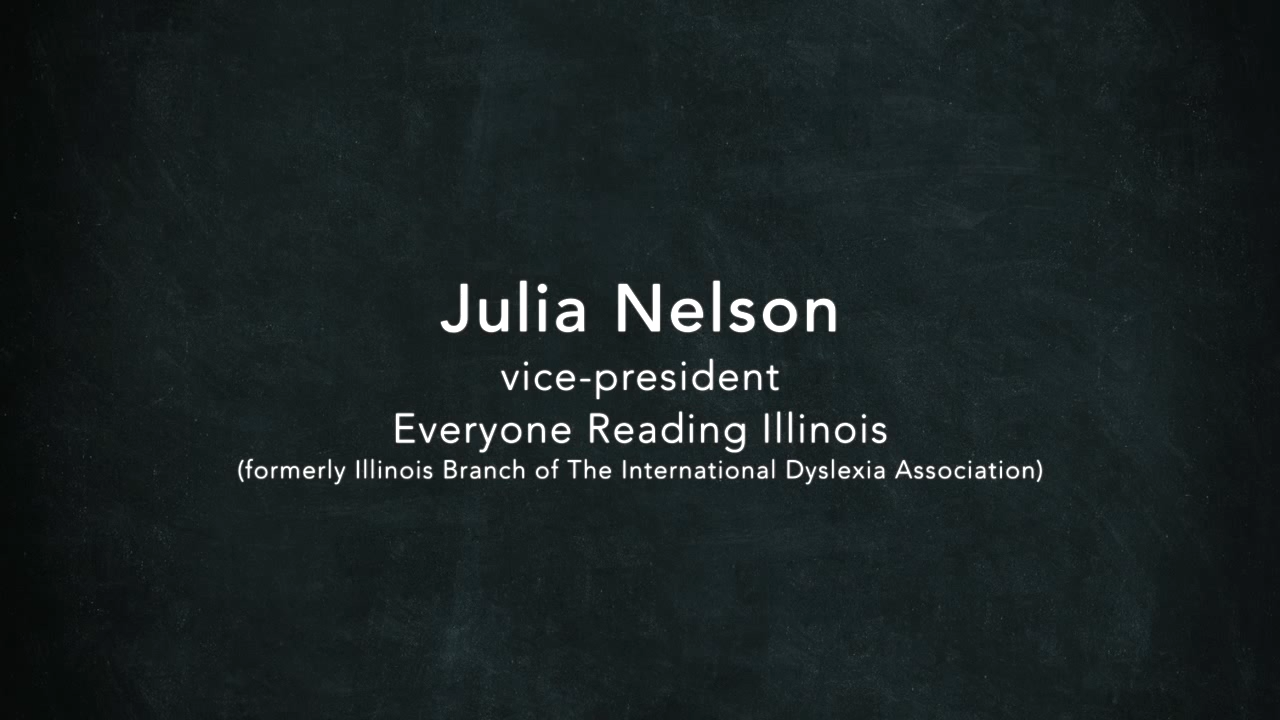 Julia Nelson
vice-president
Everyone Reading Illinois
(formerly Illinois Branch of The International Dyslexia Association)